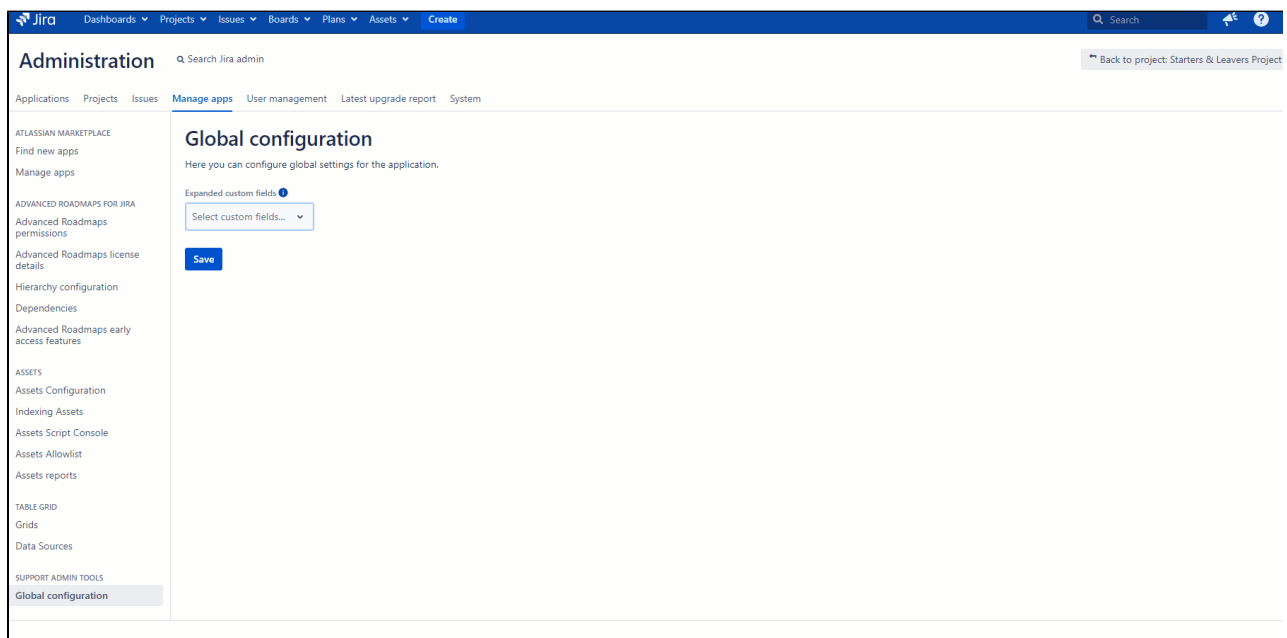 Jira Dashboards Projects Issues Boards Plans Assets Create Search
Administration Search Jira admin Back to project: Starters & Leavers Project
Applications Projects Issues Manage apps User management Latest upgrade report System
ATLASSIAN MARKETPLACE
Find new apps
Manage apps
ADVANCED ROADMAPS FOR JIRA
Advanced Roadmaps
permissions
Advanced Roadmaps license
details
Hierarchy configuration
Dependencies
Advanced Roadmaps early
access features
ASSETS
Assets Configuration
Indexing Assets
Assets Script Console
Assets Allowlist
Assets reports
TABLE GRID
Grids
Data Sources
SUPPORT ADMIN TOOLS
Global configuration
Global configuration
Here you can configure global settings for the application.
Expanded custom fields
Select custom fields...
Save